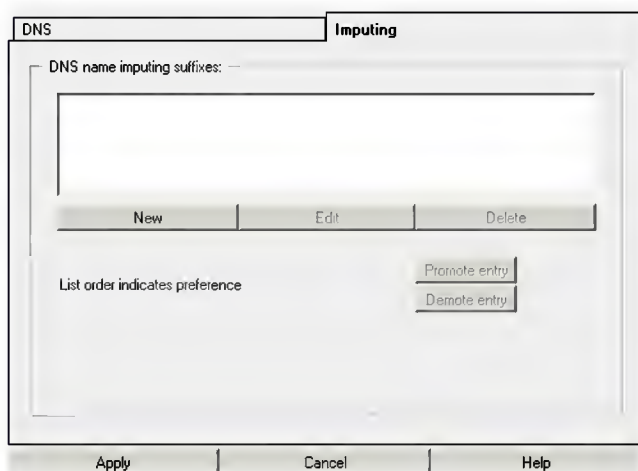 DNS Imputing
DNS name imputing suffixes:
New Edit Delete
Promote entry
List order indicates preference
Demote entry
Apply Cancel Help